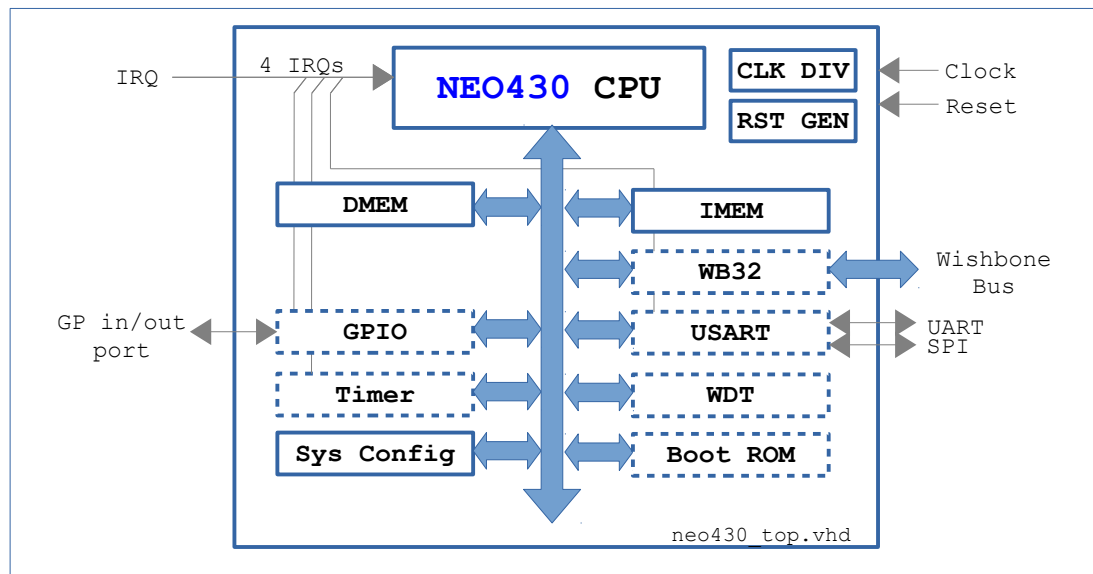 4 IRQs
IRQ
NEO430 CPU
CLK DIV
Clock
RST GEN
Reset
DMEM
IMEM
WB32
Wishbone
Bus
GP in/out
port
GPIO
USART
UART
SPI
Timer
WDT
Sys Config
Boot ROM
neo430_top.vhd